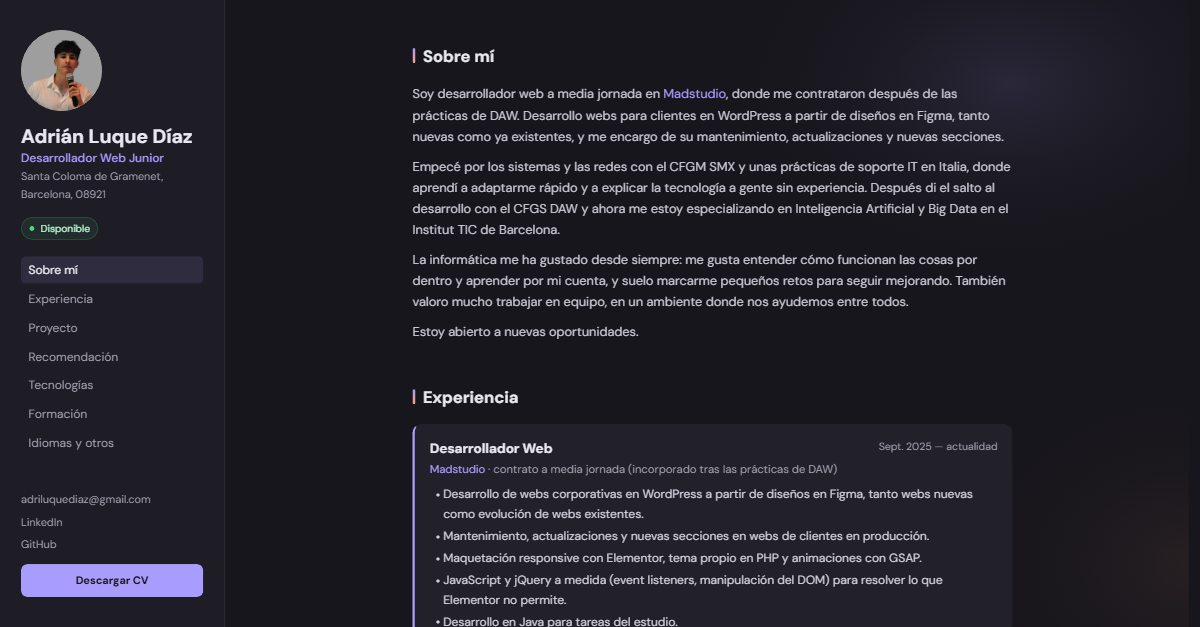 Adrián Luque Díaz
Desarrollador Web Junior
Santa Coloma de Gramenet,
Barcelona, 08921
Disponible
Sobre mí
Experiencia
Proyecto
Recomendación
Tecnologías
Formación
Idiomas y otros
adriluquediaz@gmail.com
LinkedIn
GitHub
Descargar CV
Sobre mí
Soy desarrollador web a media jornada en Madstudio, donde me contrataron después de las
prácticas de DAW. Desarrollo webs para clientes en WordPress a partir de diseños en Figma, tanto
nuevas como ya existentes, y me encargo de su mantenimiento, actualizaciones y nuevas secciones.
Empecé por los sistemas y las redes con el CFGM SMX y unas prácticas de soporte IT en Italia, donde
aprendí a adaptarme rápido y a explicar la tecnología a gente sin experiencia. Después di el salto al
desarrollo con el CFGS DAW y ahora me estoy especializando en Inteligencia Artificial y Big Data en el
Institut TIC de Barcelona.
La informática me ha gustado desde siempre: me gusta entender cómo funcionan las cosas por
dentro y aprender por mi cuenta, y suelo marcarme pequeños retos para seguir mejorando. También
valoro mucho trabajar en equipo, en un ambiente donde nos ayudemos entre todos.
Estoy abierto a nuevas oportunidades.
Experiencia
Desarrollador Web
Sept. 2025 — actualidad
Madstudio · contrato a media jornada (incorporado tras las prácticas de DAW)
• Desarrollo de webs corporativas en WordPress a partir de diseños en Figma, tanto webs nuevas
como evolución de webs existentes.
• Mantenimiento, actualizaciones y nuevas secciones en webs de clientes en producción.
• Maquetación responsive con Elementor, tema propio en PHP y animaciones con GSAP.
• JavaScript y jQuery a medida (event listeners, manipulación del DOM) para resolver lo que
Elementor no permite.
• Desarrollo en Java para tareas del estudio.